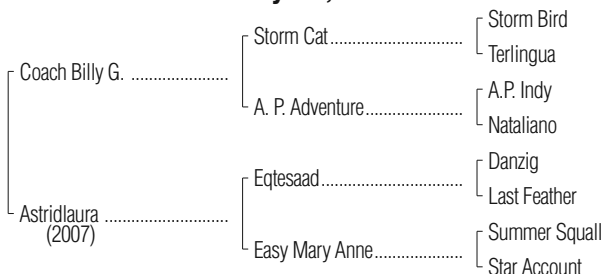 Storm Bird
Storm Cat
Terlingua
Coach Billy G.
A.P. Indy
A. P. Adventure
Nataliano
Danzig
Eqtesaad
Last Feather
Astridlaura
(2007)
Summer Squall
Easy Mary Anne
Star Account